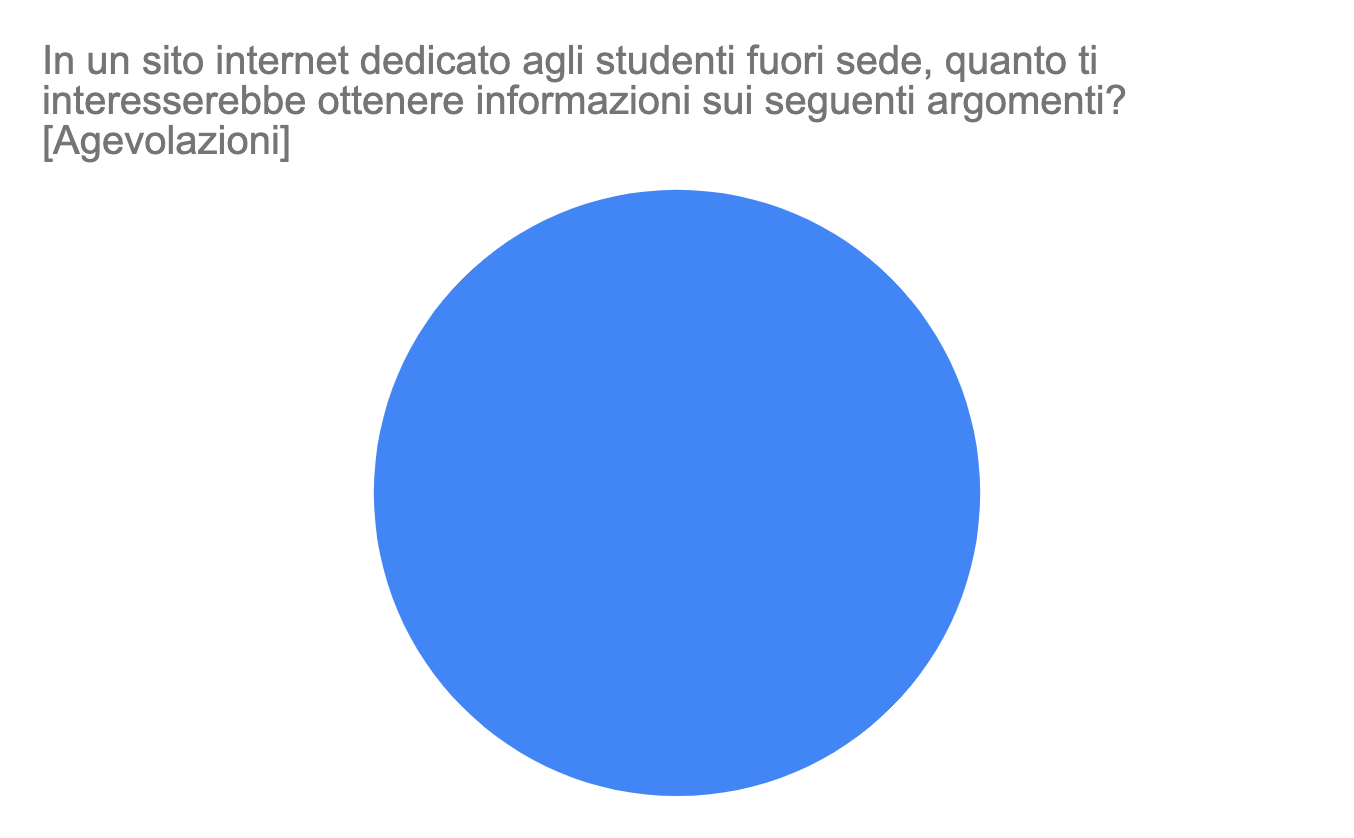 In un sito internet dedicato agli studenti fuori sede, quanto ti
interesserebbe ottenere informazioni sui seguenti argomenti?
[Agevolazioni]